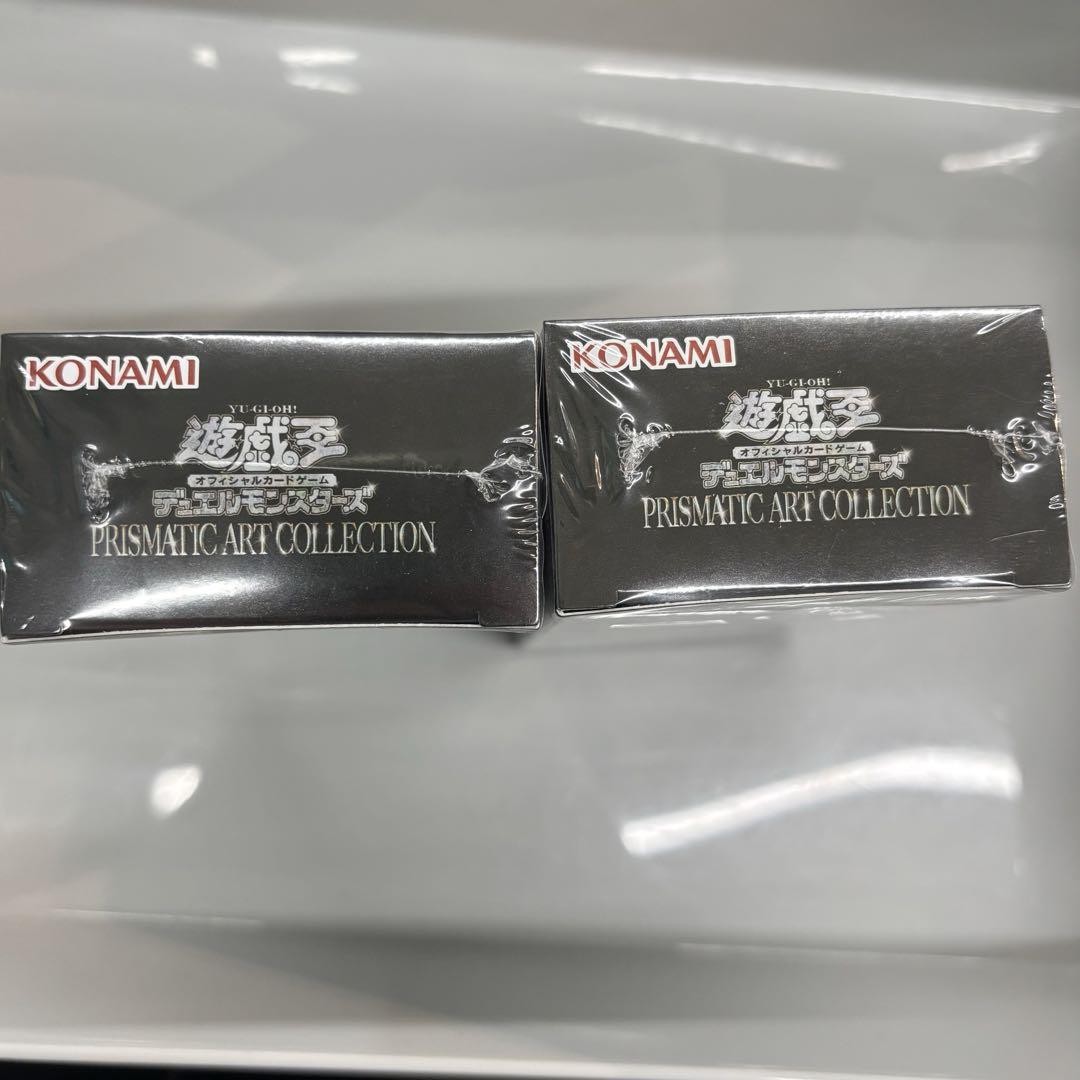 KONAMI
YU-GI-OH!
遊戯王
オフィシャルカードゲーム
デュエルモンスターズ
PRISMATIC ART COLLECTION
KONAMI
YU-GI-OH!
遊戯王
オフィシャルカードゲーム
デュエルモンスターズ
PRISMATIC ART COLLECTION